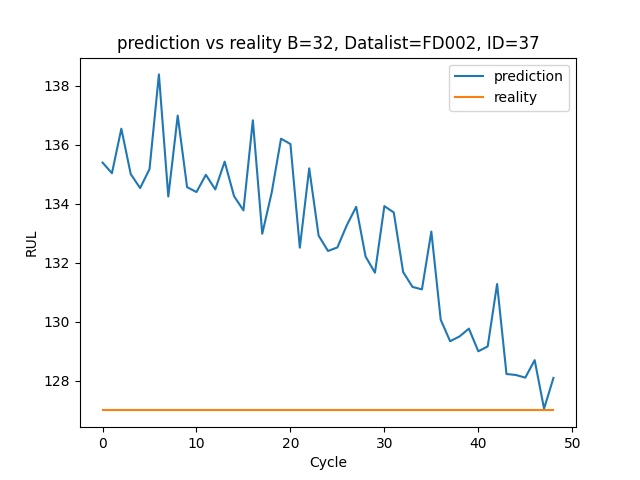 prediction vs reality B=32, Datalist=FD002, ID=37
prediction
reality
RUL
138
136
134
132
130
128
0 10 20 30 40 50
Cycle